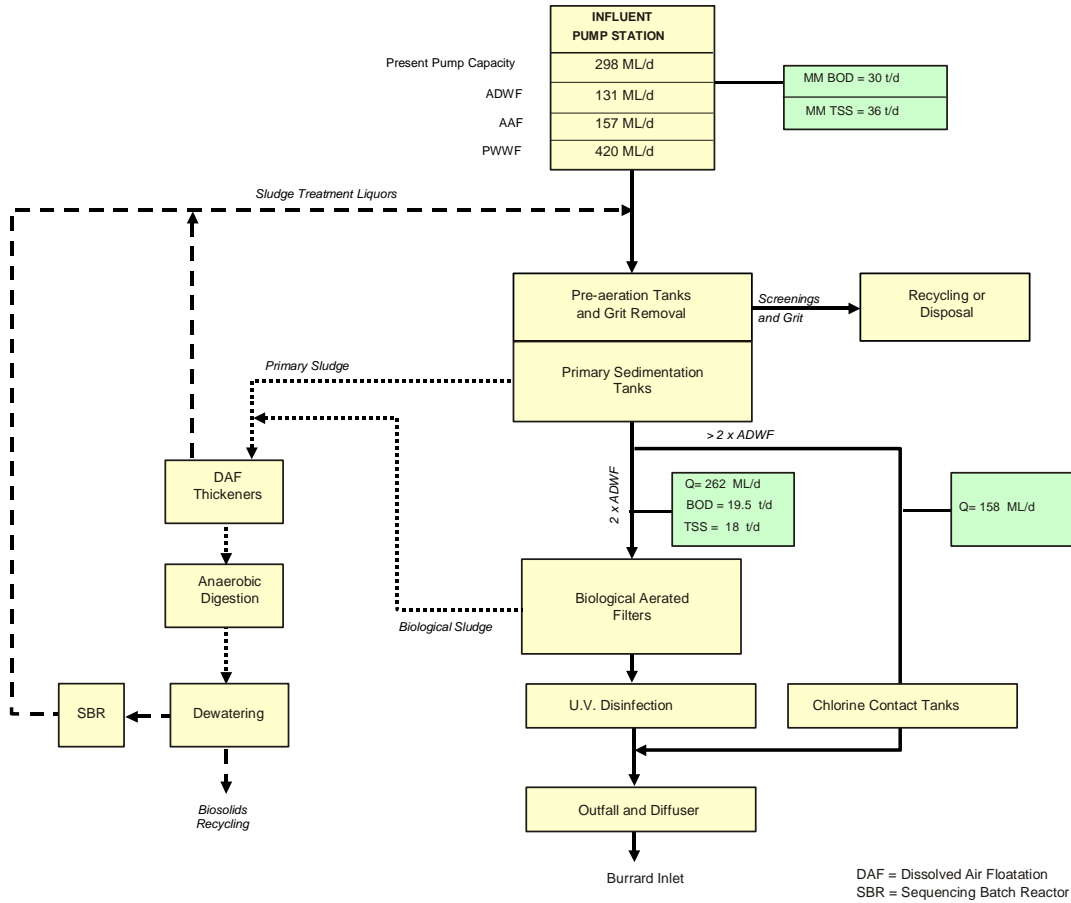 INFLUENT
PUMP STATION
Present Pump Capacity
298 ML/d
ADWF
131 ML/d
AAF
157 ML/d
PWWF
420 ML/d
MM BOD = 30 t/d
MM TSS = 36 t/d
Sludge Treatment Liquors
Pre-aeration Tanks
and Grit Removal
Screenings
and Grit
Recycling or
Disposal
Primary Sludge
Primary Sedimentation
Tanks
> 2 x ADWF
2 x ADWF
Q= 262 ML/d
BOD = 19.5 t/d
TSS = 18 t/d
Q= 158 ML/d
DAF
Thickeners
Anaerobic
Digestion
Biological Aerated
Filters
Biological Sludge
SBR
Dewatering
U.V. Disinfection
Chlorine Contact Tanks
Biosolids
Recycling
Outfall and Diffuser
Burrard Inlet
DAF = Dissolved Air Floatation
SBR = Sequencing Batch Reactor